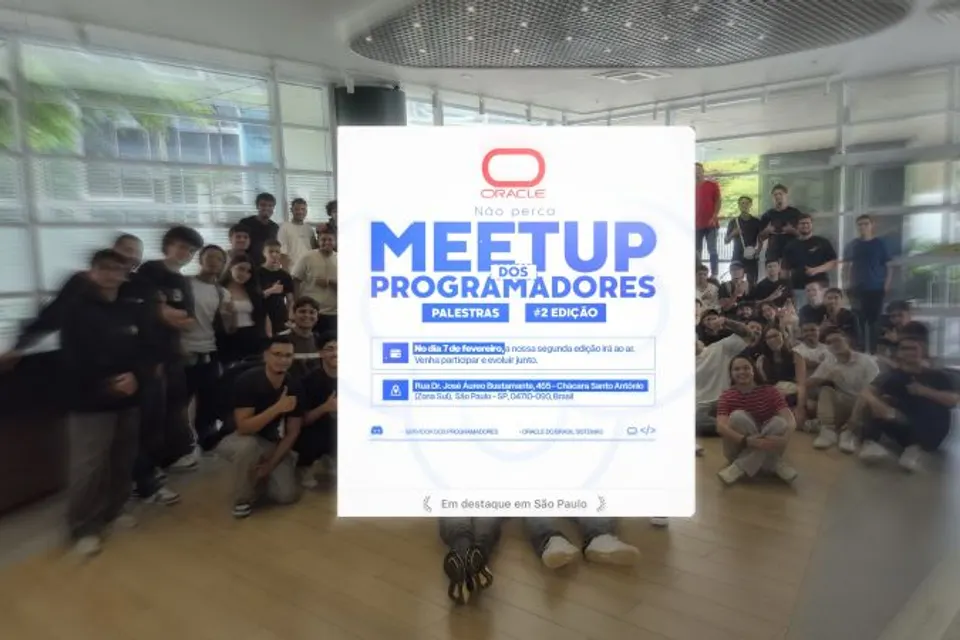 ORACLE
Não perca
MEETUP
DOS
PROGRAMADORES
PALESTRAS
#2 EDIÇÃO
No dia 7 de fevereiro, a nossa segunda edição irá ao ar.
Venha participar e evoluir junto.
Rua Dr. José Áureo Bustamante, 455 - Chácara Santo Antônio
(Zona Sul), São Paulo - SP, 04710-090, Brasil
- SERVIDOR DOS PROGRAMADORES
- ORACLE DO BRASIL SISTEMAS
</>
Em destaque em São Paulo